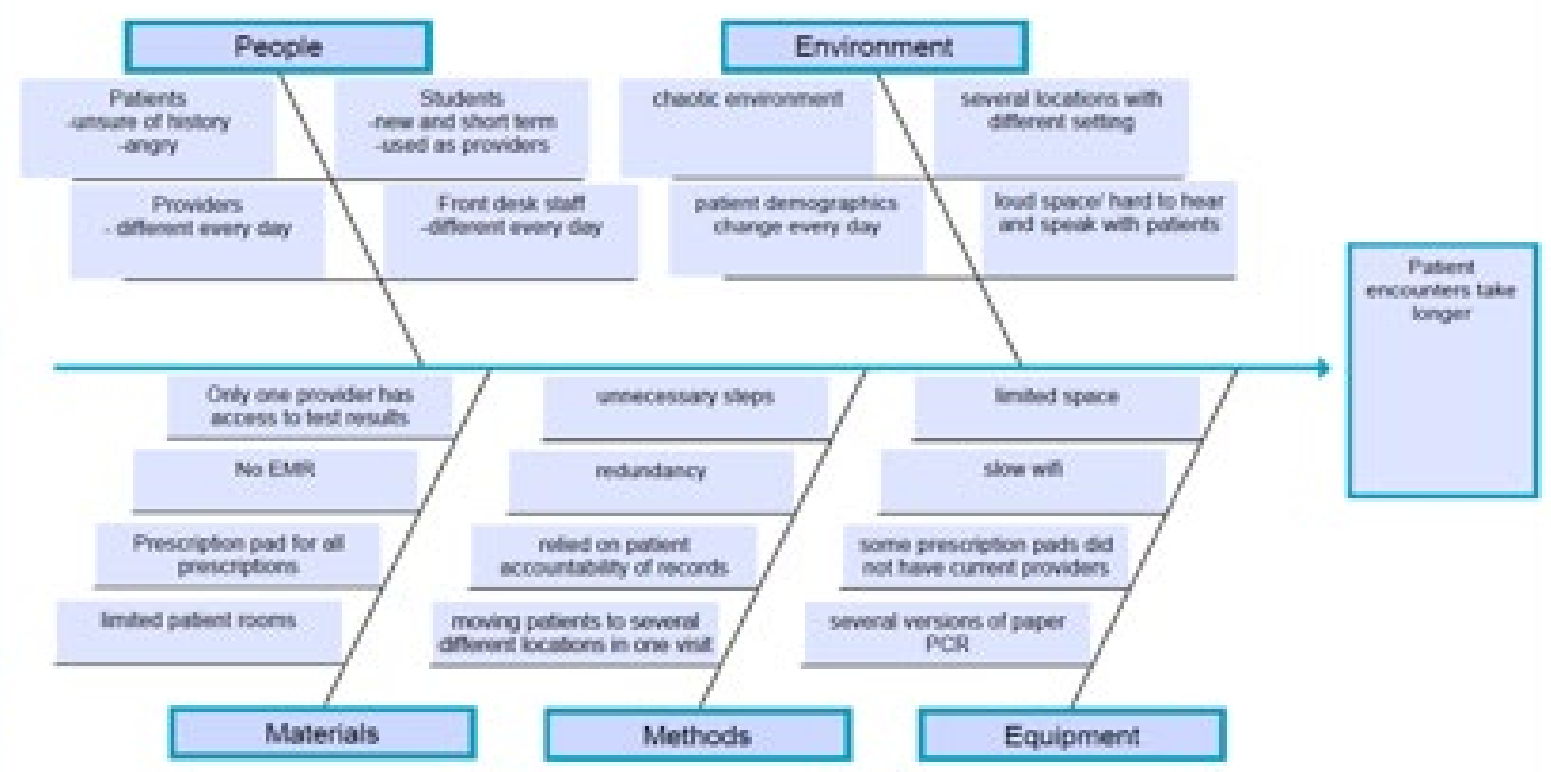 People
Environment
Patients
-unsure of history
-angry
Students
-new and short term
-used as providers
chaotic environment
several locations with
different setting
Providers
- different every day
Front desk staff
-different every day
patient demographics
change every day
loud space/ hard to hear
and speak with patients
Patient
encounters take
longer
Only one provider has
access to test results
unnecessary steps
limited space
No EMR
redundancy
slow wifi
Prescription pad for all
prescriptions
relied on patient
accountability of records
some prescription pads did
not have current providers
limited patient rooms
moving patients to several
different locations in one visit
several versions of paper
PCR
Materials
Methods
Equipment